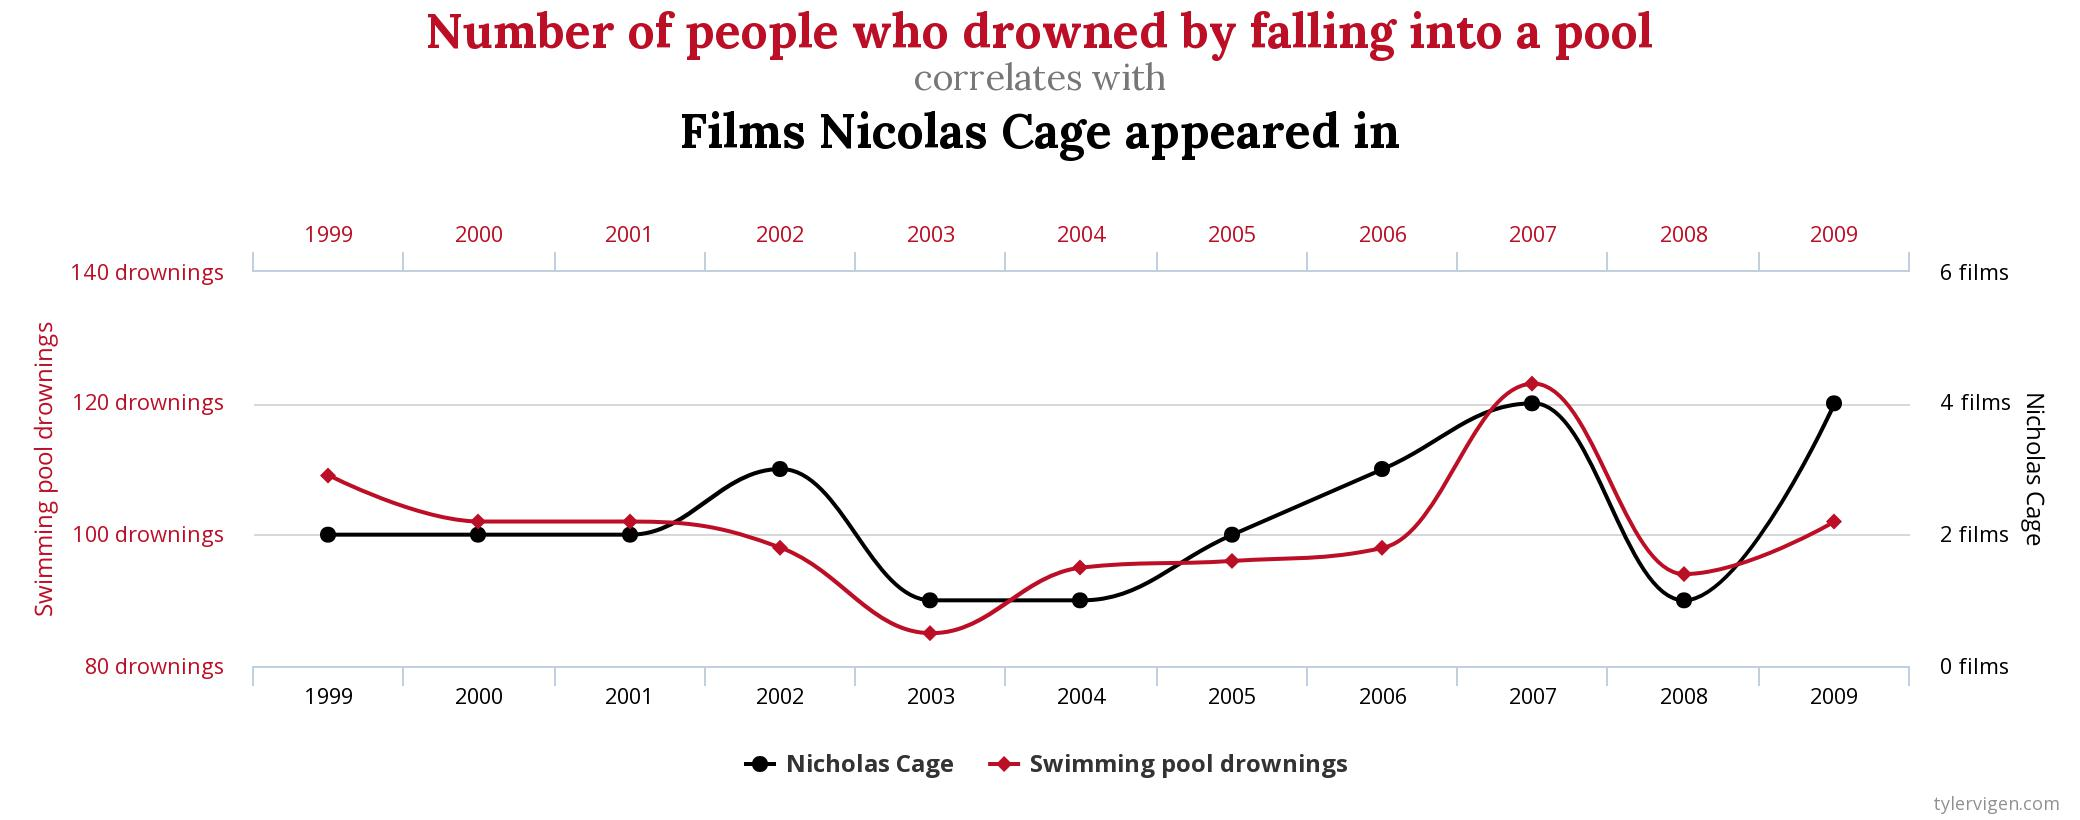 Number of people who drowned by falling into a pool
correlates with
Films Nicolas Cage appeared in
1999 2000 2001 2002 2003 2004 2005 2006 2007 2008 2009
140 drownings 6 films
120 drownings 4 films
100 drownings 2 films
80 drownings 0 films
Swimming pool drownings
Nicholas Cage
1999 2000 2001 2002 2003 2004 2005 2006 2007 2008 2009
Nicholas Cage Swimming pool drownings
tylervigen.com